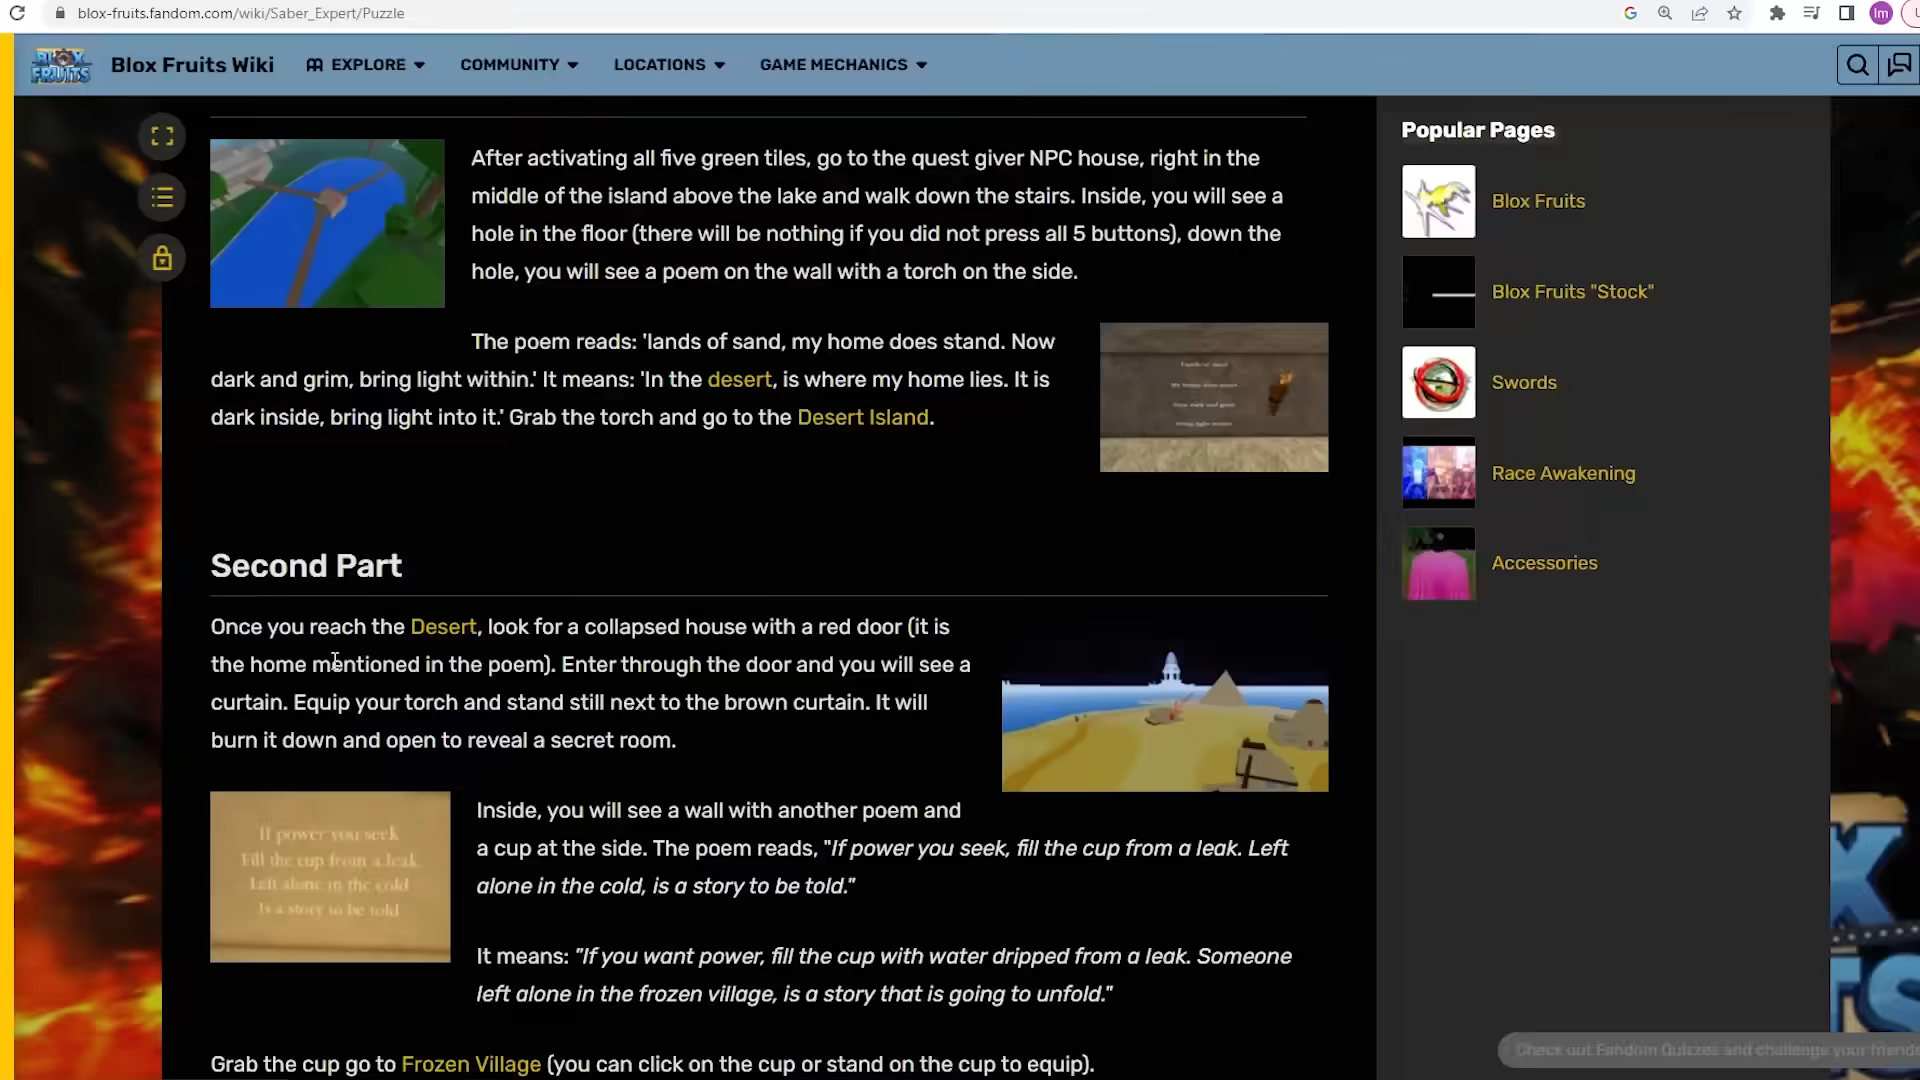 blox-fruits.fandom.com/wiki/Saber_Expert/Puzzle
Im
BLOX
FRUITS
Blox Fruits Wiki
EXPLORE
COMMUNITY
LOCATIONS
GAME MECHANICS
After activating all five green tiles, go to the quest giver NPC house, right in the
middle of the island above the lake and walk down the stairs. Inside, you will see a
hole in the floor (there will be nothing if you did not press all 5 buttons), down the
hole, you will see a poem on the wall with a torch on the side.
The poem reads: 'lands of sand, my home does stand. Now
dark and grim, bring light within.' It means: 'In the desert, is where my home lies. It is
dark inside, bring light into it.' Grab the torch and go to the Desert Island.
Second Part
Once you reach the Desert, look for a collapsed house with a red door (it is
the home mentioned in the poem). Enter through the door and you will see a
curtain. Equip your torch and stand still next to the brown curtain. It will
burn it down and open to reveal a secret room.
If power you seek
Fill the cup from a leak
Left alone in the cold
Is a story to be told
Inside, you will see a wall with another poem and
a cup at the side. The poem reads, "If power you seek, fill the cup from a leak. Left
alone in the cold, is a story to be told."
It means: "If you want power, fill the cup with water dripped from a leak. Someone
left alone in the frozen village, is a story that is going to unfold."
Grab the cup go to Frozen Village (you can click on the cup or stand on the cup to equip).
Popular Pages
Blox Fruits
Blox Fruits "Stock"
Swords
Race Awakening
Accessories
Check out Fandom Quizzes and challenge your friends